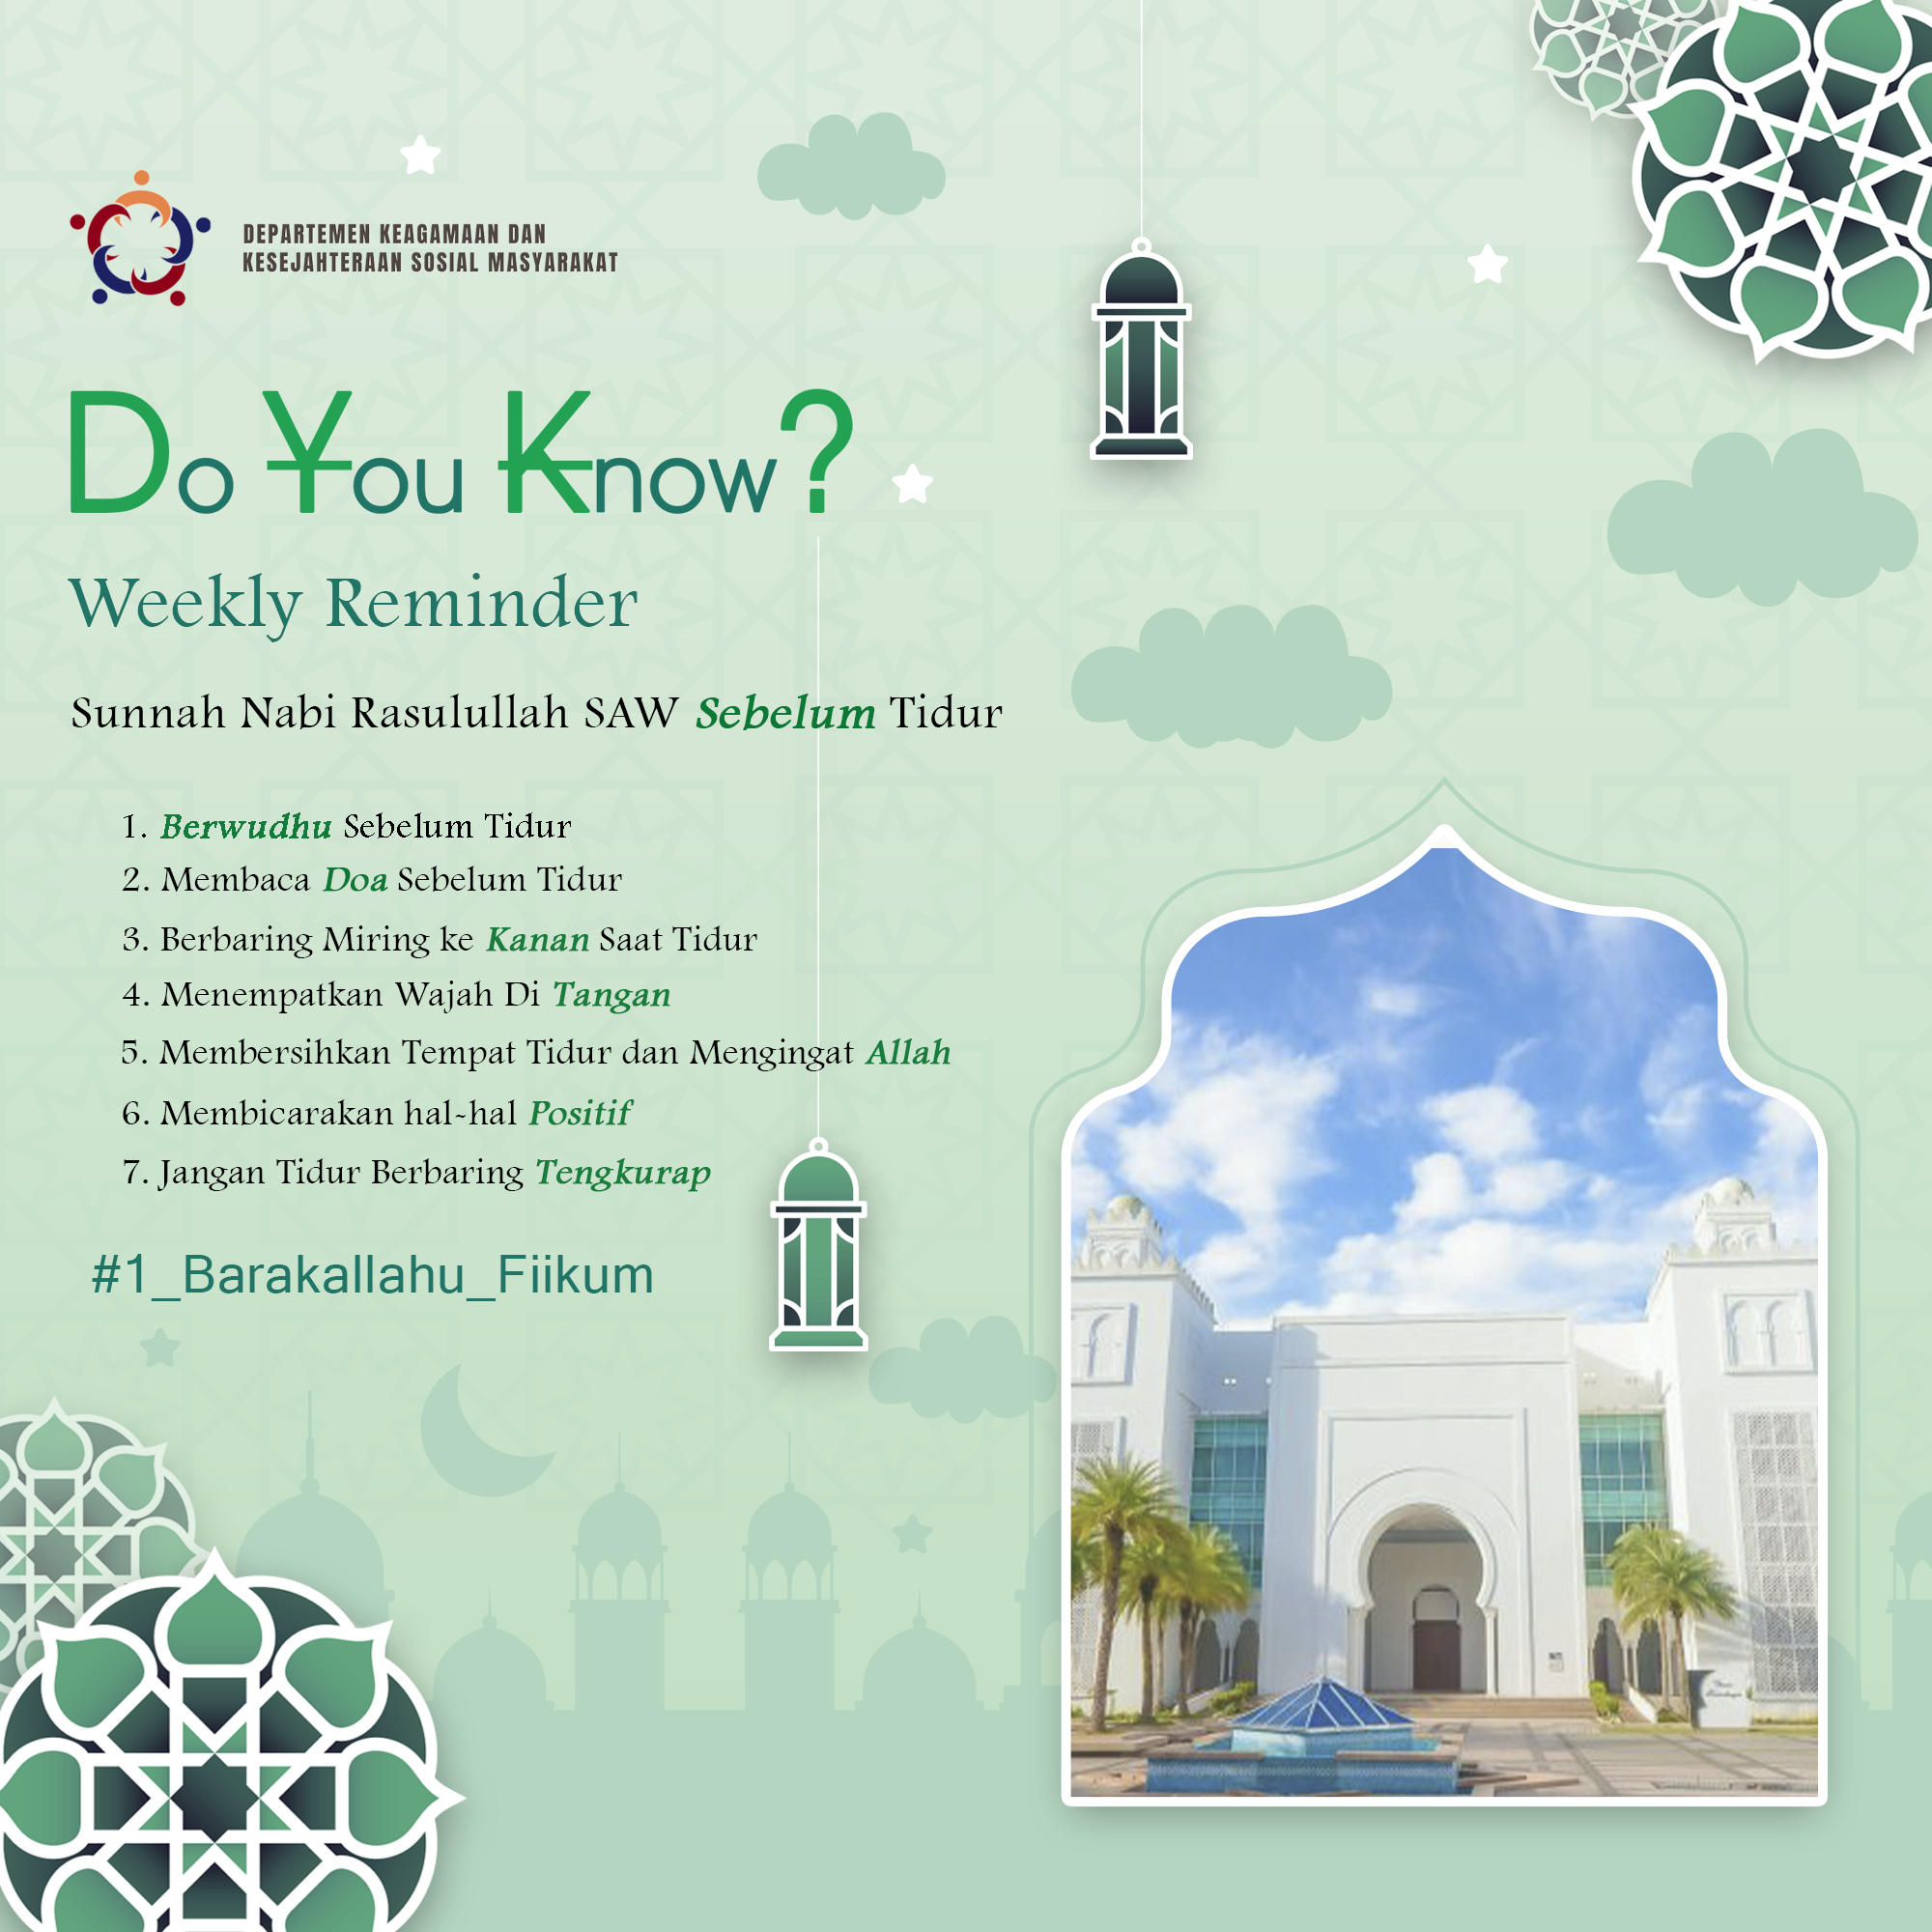 DEPARTEMEN KEAGAMAAN DAN
KESEJAHTERAAN SOSIAL MASYARAKAT
Do You Know?
Weekly Reminder
Sunnah Nabi Rasulullah SAW Sebelum Tidur
1. Berwudhu Sebelum Tidur
2. Membaca Doa Sebelum Tidur
3. Berbaring Miring ke Kanan Saat Tidur
4. Menempatkan Wajah Di Tangan
5. Membersihkan Tempat Tidur dan Mengingat Allah
6. Membicarakan hal-hal Positif
7. Jangan Tidur Berbaring Tengkurap
#1_Barakallahu_Fiikum